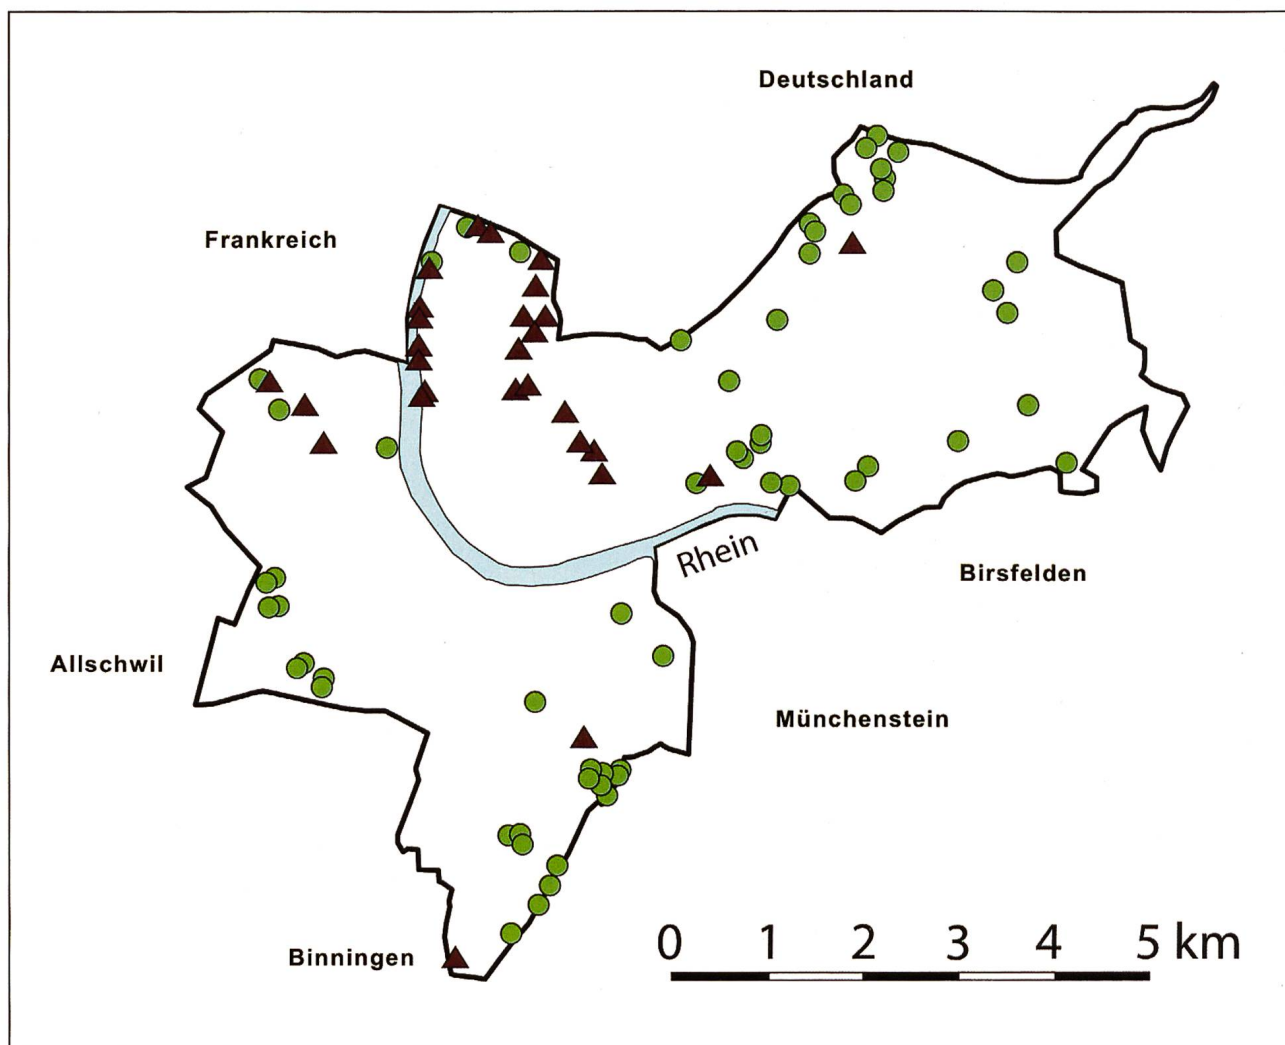 Deutschland
Frankreich
Rhein
Birsfelden
Allschwil
Münchenstein
Binningen
0 1 2 3 4 5 km